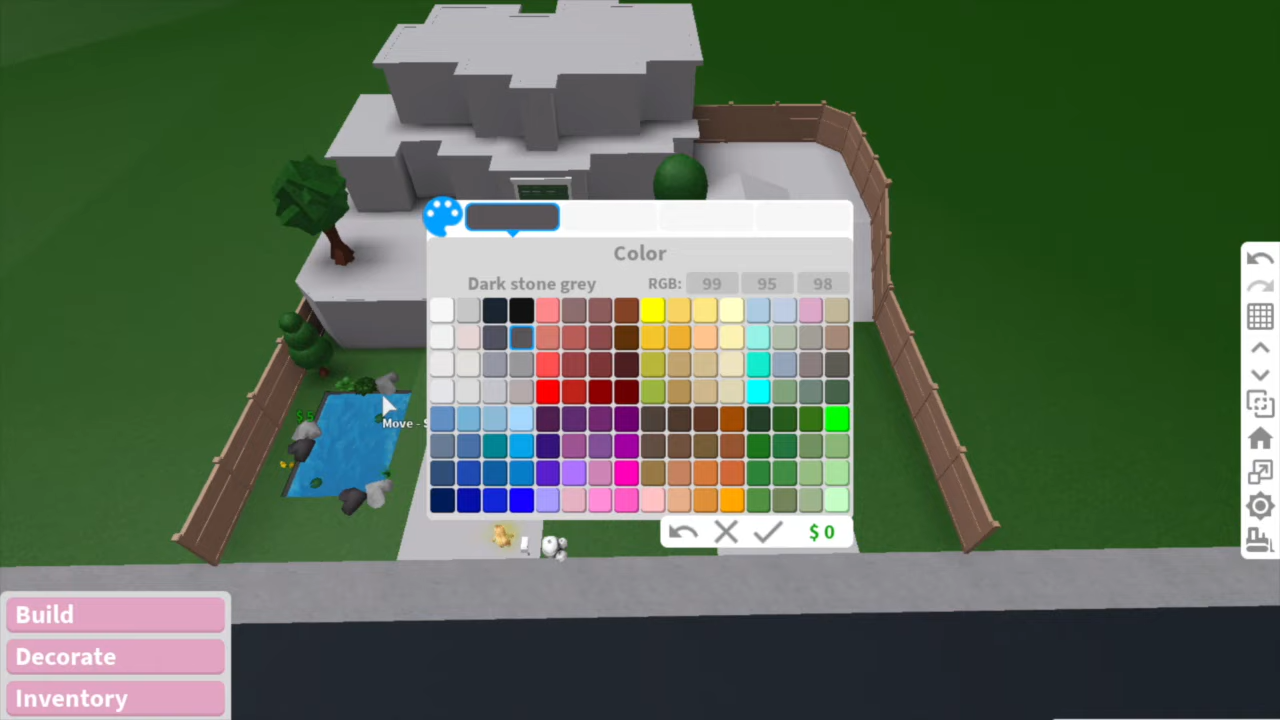 Color
Dark stone grey RGB: 99 95 98
$5
Move - S
$ 0
Build
Decorate
Inventory